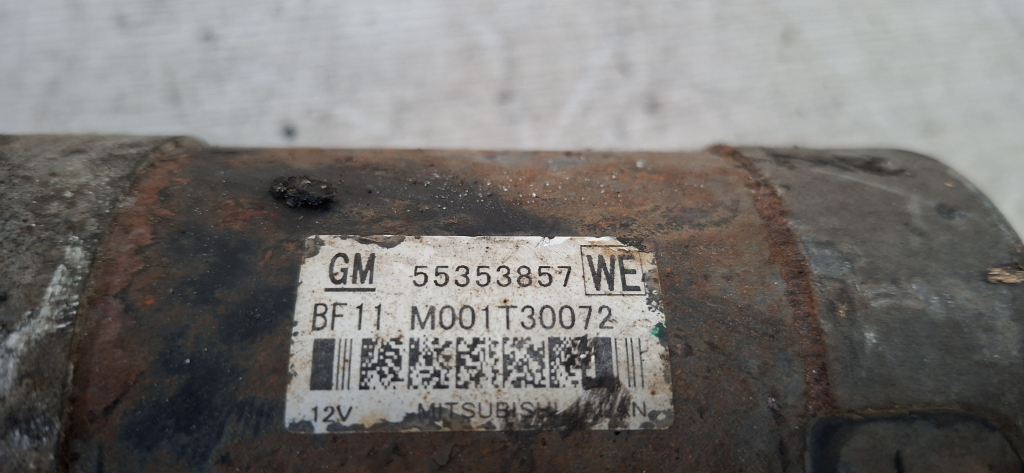 GM 55353857 WE
BF11 M001T30072
12V MITSUBISHI JAPAN